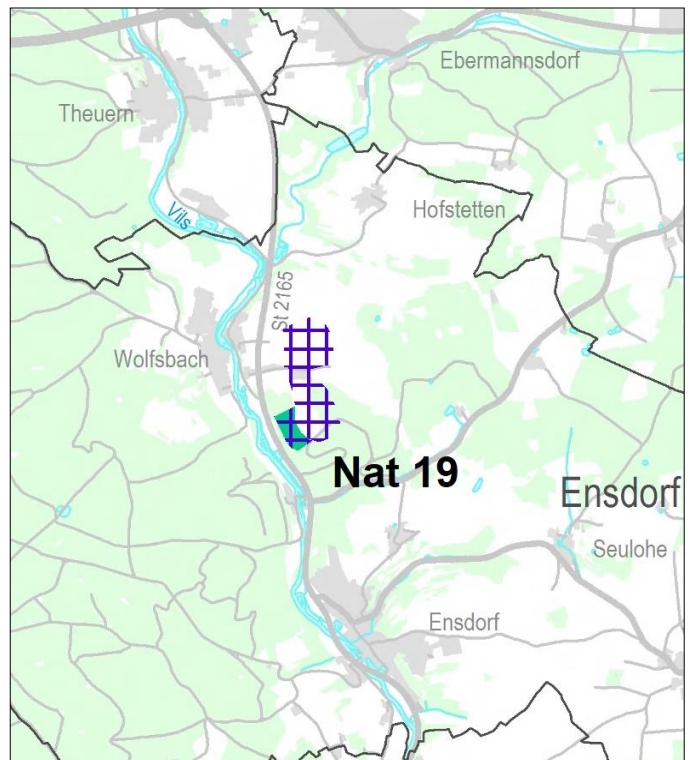 Ebermannsdorf
Theuern
Hofstetten
Vils
St 2165
Wolfsbach
Nat 19
Ensdorf
Seulohe
Ensdorf